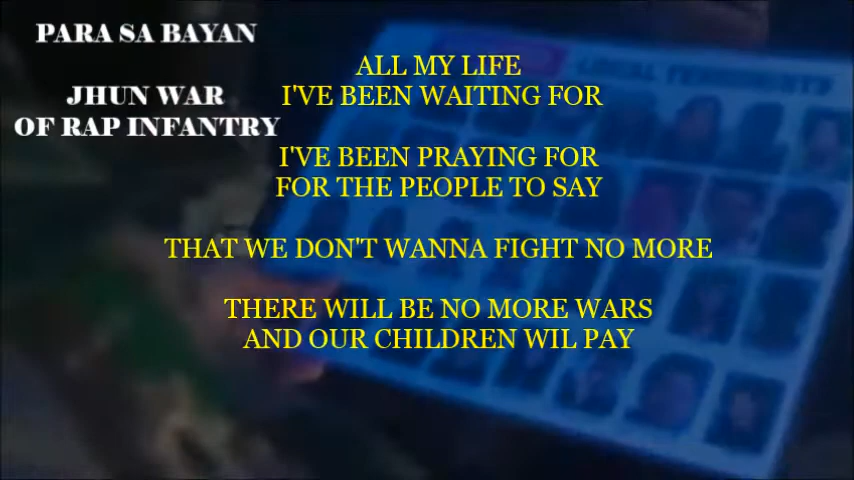 PARA SA BAYAN
JHUN WAR
OF RAP INFANTRY
ALL MY LIFE
I'VE BEEN WAITING FOR
I'VE BEEN PRAYING FOR
FOR THE PEOPLE TO SAY
THAT WE DON'T WANNA FIGHT NO MORE
THERE WILL BE NO MORE WARS
AND OUR CHILDREN WIL PAY
LOCAL TERRORISTS